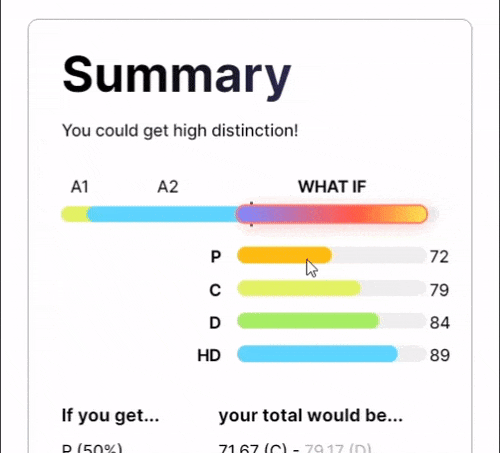 Summary
You could get high distinction!
A1 A2 WHAT IF
P 72
C 79
D 84
HD 89
If you get... your total would be...
P (50%) 71.67 (C) - 79.17 (D)